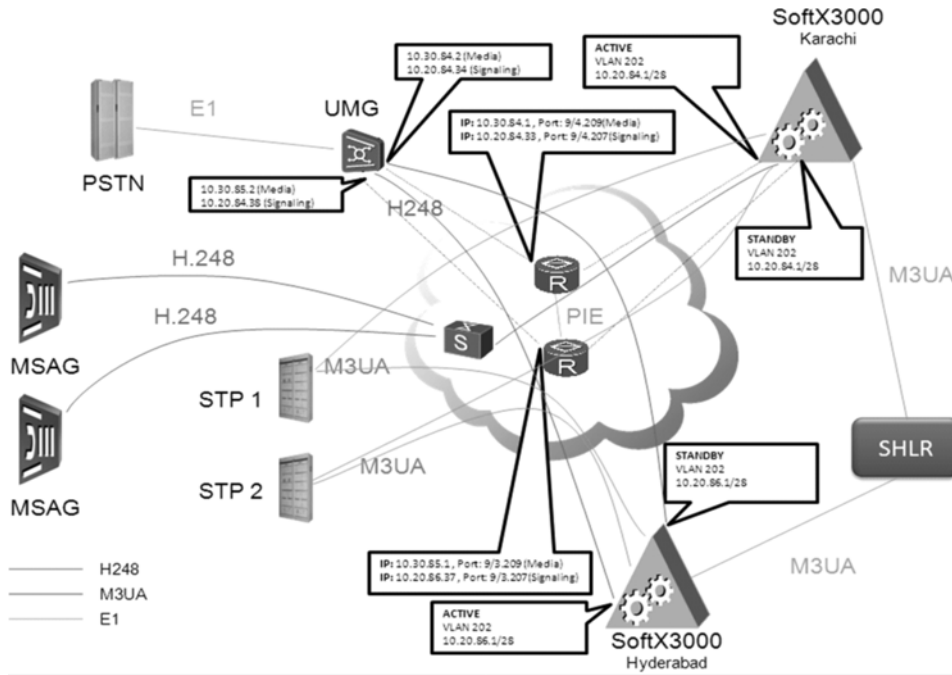 SoftX3000
Karachi
10.30.84.2 (Media)
10.20.84.34 (Signaling)
ACTIVE
VLAN 202
10.20.84.1/28
E1
UMG
IP: 10.30.84.1, Port: 9/4.209(Media)
IP: 10.20.84.33, Port: 9/4.207(Signaling)
PSTN
10.30.85.2 (Media)
10.20.84.38 (Signaling)
H248
STANDBY
VLAN 202
10.20.84.1/28
H.248
M3UA
R
H.248
PIE
S
MSAG
R
M3UA
STP 1
SHLR
STANDBY
VLAN 202
10.20.86.1/28
M3UA
STP 2
MSAG
IP: 10.30.85.1, Port: 9/3.209 (Media)
IP: 10.20.86.37, Port: 9/3.207(Signaling)
M3UA
H248
M3UA
E1
ACTIVE
VLAN 202
10.20.86.1/28
SoftX3000
Hyderabad